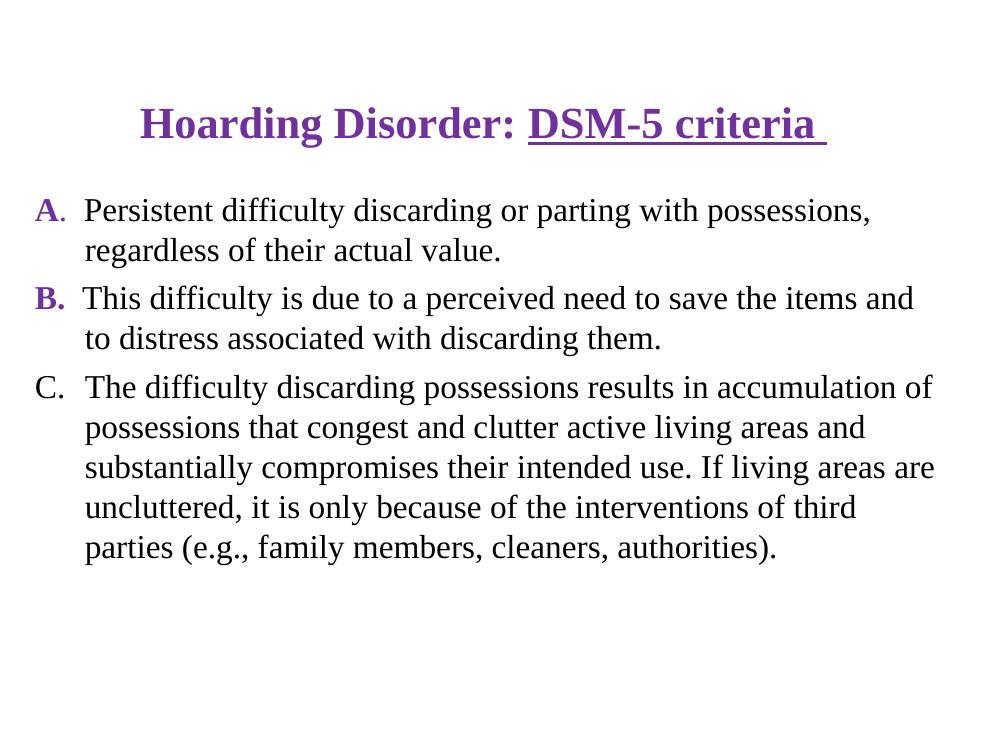 Hoarding Disorder: DSM-5 criteria
A. Persistent difficulty discarding or parting with possessions,
regardless of their actual value.
B. This difficulty is due to a perceived need to save the items and
to distress associated with discarding them.
C. The difficulty discarding possessions results in accumulation of
possessions that congest and clutter active living areas and
substantially compromises their intended use. If living areas are
uncluttered, it is only because of the interventions of third
parties (e.g., family members, cleaners, authorities).